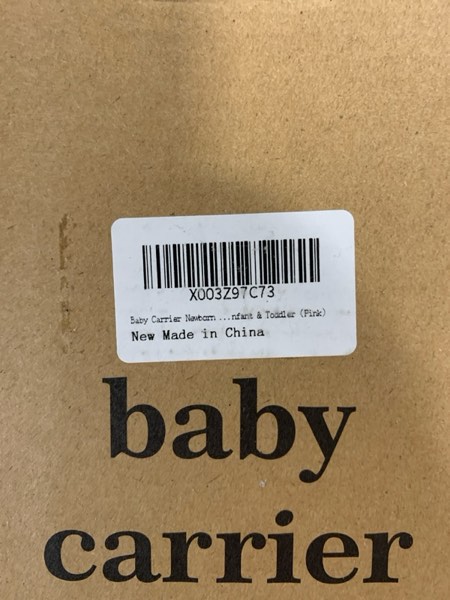 X003Z97C73
Baby Carrier Newborn ...nfant & Toddler (Pink)
New Made in China
baby
carrier